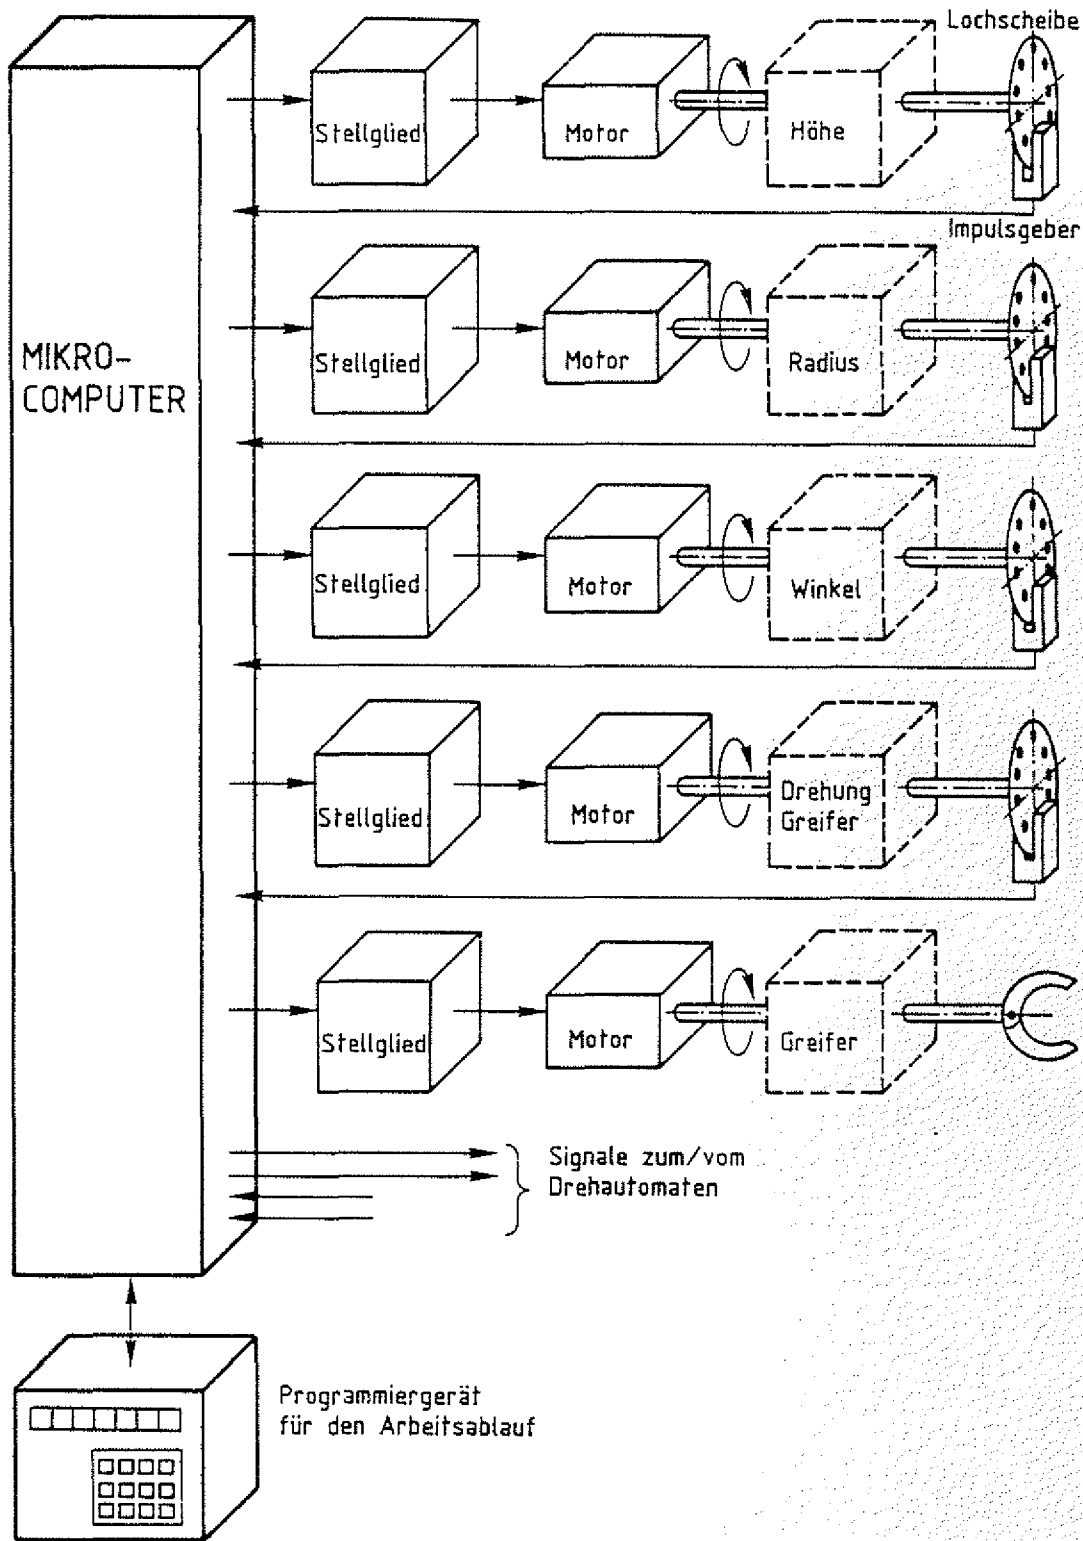 Lochscheibe
Stellglied
Motor
Höhe
Impulsgeber
MIKRO-
COMPUTER
Stellglied
Motor
Radius
Stellglied
Motor
Winkel
Stellglied
Motor
Drehung
Greifer
Stellglied
Motor
Greifer
Signale zum/vom
Drehautomaten
Programmiergerät
für den Arbeitsablauf